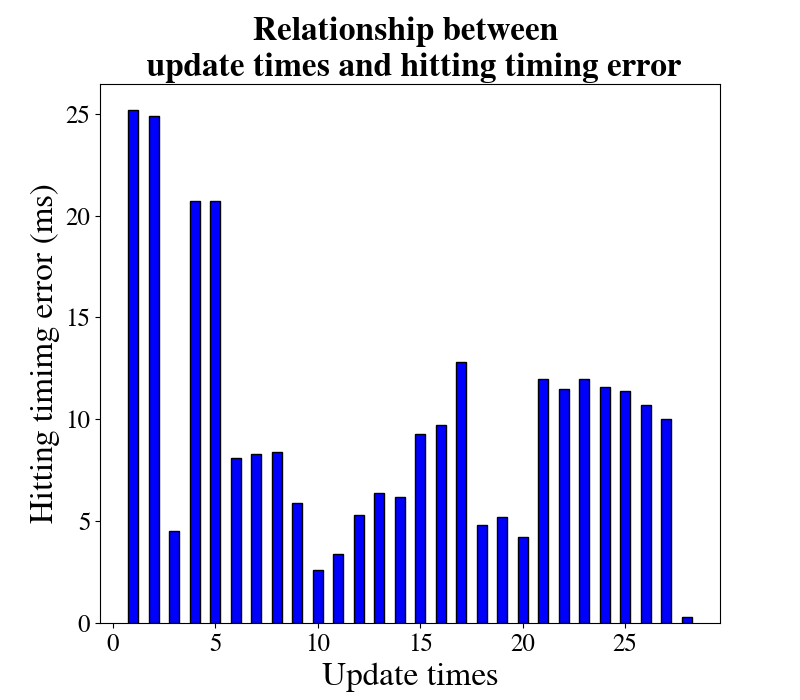 Relationship between
update times and hitting timing error
Hitting timimg error (ms)
25
20
15
10
5
0
0 5 10 15 20 25
Update times